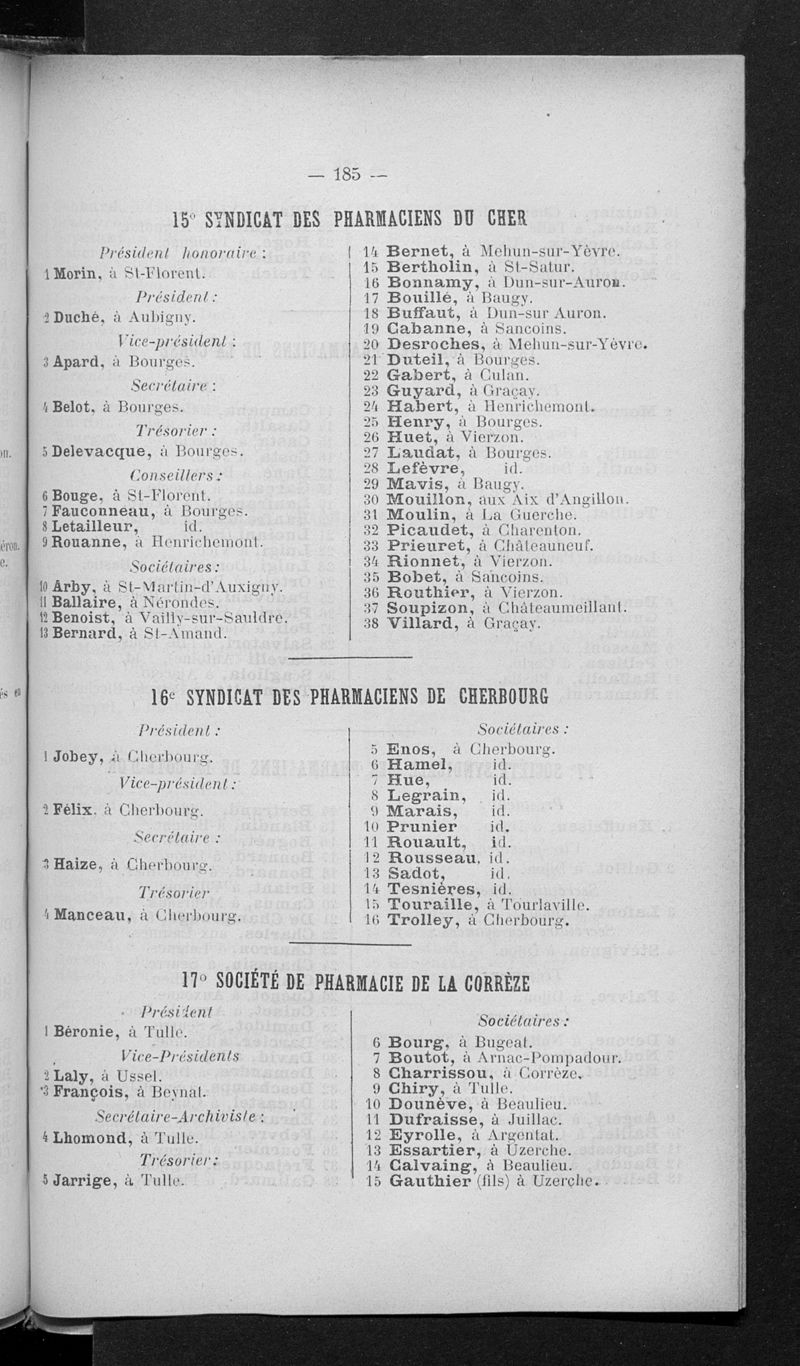 — 185 —
15° SYNDICAT DES PHARMACIENS DU CHER
Président honoraire :
1 Morin, à St-Florent.
Président :
2 Duché, à Aubigny.
Vice-président :
3 Apard, à Bourges.
Secrétaire :
4 Belot, à Bourges.
Trésorier :
5 Delevacque, à Bourges.
Conseillers :
6 Bouge, à St-Florent.
7 Fauconneau, à Bourges.
8 Letailleur, id.
9 Rouanne, à Henrichemont.
Sociétaires :
10 Arby, à St-Martin-d'Auxigny.
11 Ballaire, à Nérondes.
12 Benoist, à Vailly-sur-Sauldre.
13 Bernard, à St-Amand.
14 Bernet, à Mehun-sur-Yèvre.
15 Bertholin, à St-Satur.
16 Bonnamy, à Dun-sur-Auron.
17 Bouillé, à Baugy.
18 Buffaut, à Dun-sur Auron.
19 Cabanne, à Sancoins.
20 Desroches, à Mehun-sur-Yèvre.
21 Duteil, à Bourges.
22 Gabert, à Culan.
23 Guyard, à Graçay.
24 Habert, à Henrichemont.
25 Henry, à Bourges.
26 Huet, à Vierzon.
27 Laudat, à Bourges.
28 Lefèvre, id.
29 Mavis, à Baugy.
30 Mouillon, aux Aix d'Angillon.
31 Moulin, à La Guerche.
32 Picaudet, à Charenton.
33 Prieuret, à Châteauneuf.
34 Rionnet, à Vierzon.
35 Bobet, à Sancoins.
36 Routhier, à Vierzon.
37 Soupizon, à Châteaumeillant.
38 Villard, à Graçay.
16e SYNDICAT DES PHARMACIENS DE CHERBOURG
Président :
1 Jobey, à Cherbourg.
Vice-président :
2 Félix. à Cherbourg.
Secrétaire :
3 Haize, à Cherbourg.
Trésorier
4 Manceau, à Cherbourg.
Sociétaires :
5 Enos, à Cherbourg.
6 Hamel, id.
7 Hue, id.
8 Legrain, id.
9 Marais, id.
10 Prunier id.
11 Rouault, id.
12 Rousseau, id.
13 Sadot, id.
14 Tesnières, id.
15 Touraille, à Tourlaville.
16 Trolley, à Cherbourg.
17° SOCIÉTÉ DE PHARMACIE DE LA CORRÈZE
Président
1 Béronie, à Tulle.
Vice-Présidents
2 Laly, à Ussel.
3 François, à Beynat.
Secrétaire-Archiviste :
4 Lhomond, à Tulle.
Trésorier :
5 Jarrige, à Tulle.
Sociétaires :
6 Bourg, à Bugeat.
7 Boutot, à Arnac-Pompadour.
8 Charrissou, à Corrèze.
9 Chiry, à Tulle.
10 Dounève, à Beaulieu.
11 Dufraisse, à Juillac.
12 Eyrolle, à Argentat.
13 Essartier, à Uzerche.
14 Calvaing, à Beaulieu.
15 Gauthier (fils) à Uzerche.